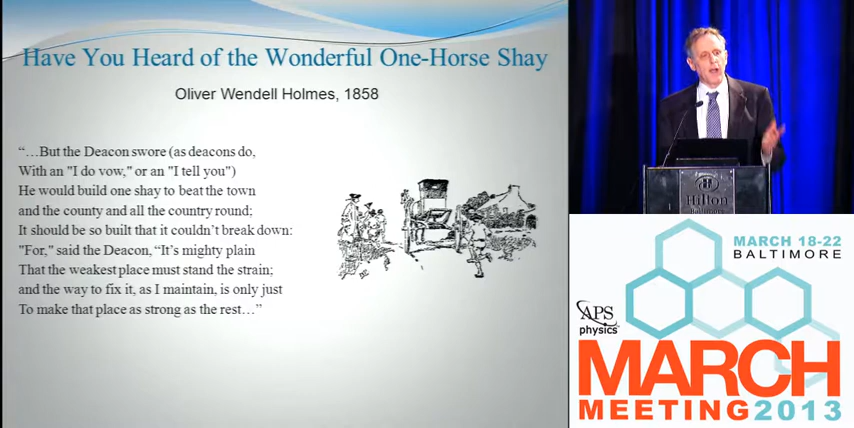 Have You Heard of the Wonderful One-Horse Shay
Oliver Wendell Holmes, 1858
“…But the Deacon swore (as deacons do,
With an "I do vow," or an "I tell you")
He would build one shay to beat the town
and the county and all the country round;
It should be so built that it couldn’t break down:
"For," said the Deacon, “It’s mighty plain
That the weakest place must stand the strain;
and the way to fix it, as I maintain, is only just
To make that place as strong as the rest…”
Hilton
Baltimore
MARCH 18-22
BALTIMORE
APS
physics
MARCH
MEETING2013